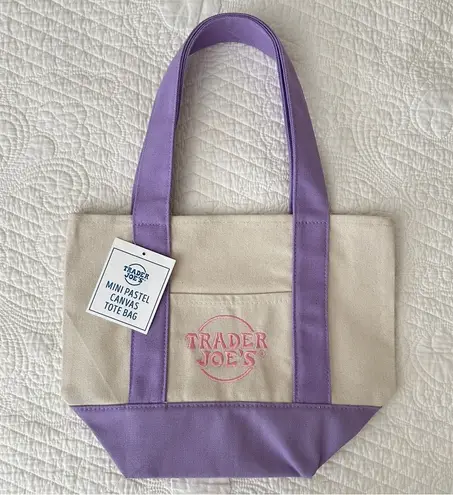 TRADER
JOE'S
MINI PASTEL
CANVAS
TOTE BAG
TRADER
JOE'S